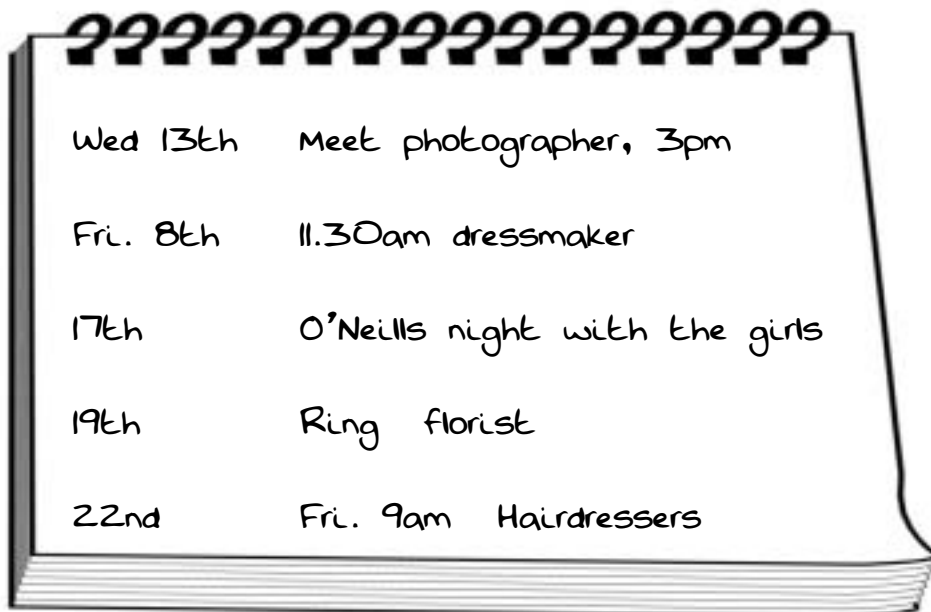 Wed 13th Meet photographer, 3pm
Fri. 8th 11.30am dressmaker
17th O'Neills night with the girls
19th Ring florist
22nd Fri. 9am Hairdressers